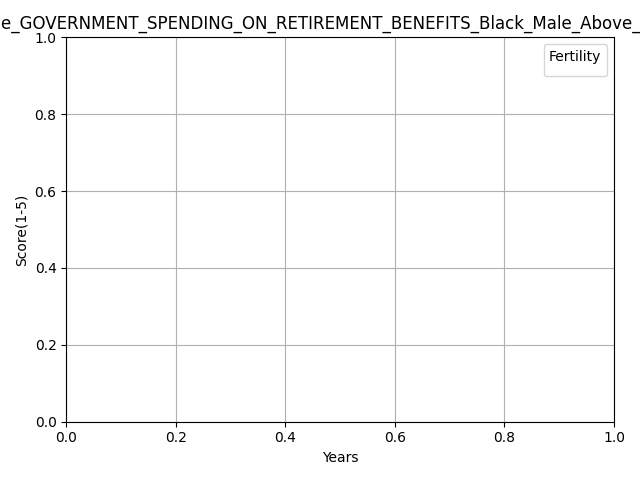 e_GOVERNMENT_SPENDING_ON_RETIREMENT_BENEFITS_Black_Male_Above_
Fertility
1.0
0.8
0.6
0.4
0.2
0.0
Score(1-5)
0.0 0.2 0.4 0.6 0.8 1.0
Years